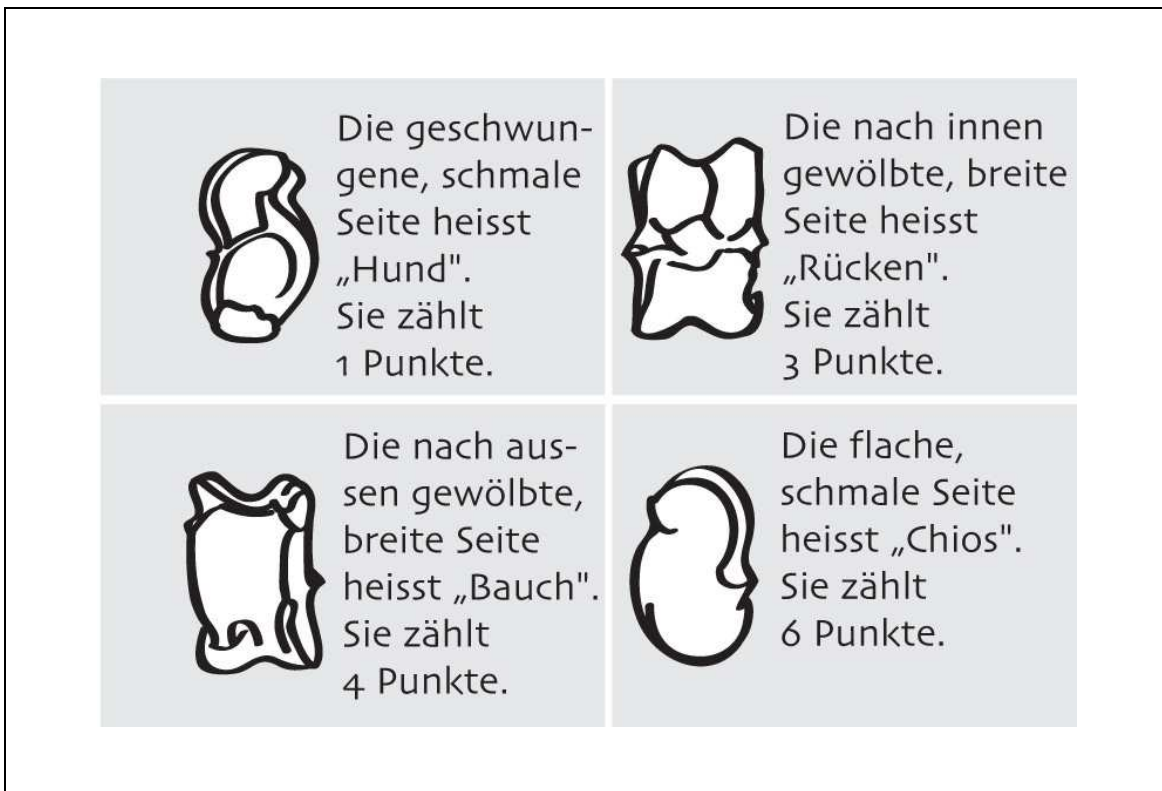 Die geschwun-
gene, schmale
Seite heisst
„Hund".
Sie zählt
1 Punkte.
Die nach innen
gewölbte, breite
Seite heisst
„Rücken".
Sie zählt
3 Punkte.
Die nach aus-
sen gewölbte,
breite Seite
heisst „Bauch".
Sie zählt
4 Punkte.
Die flache,
schmale Seite
heisst „Chios".
Sie zählt
6 Punkte.